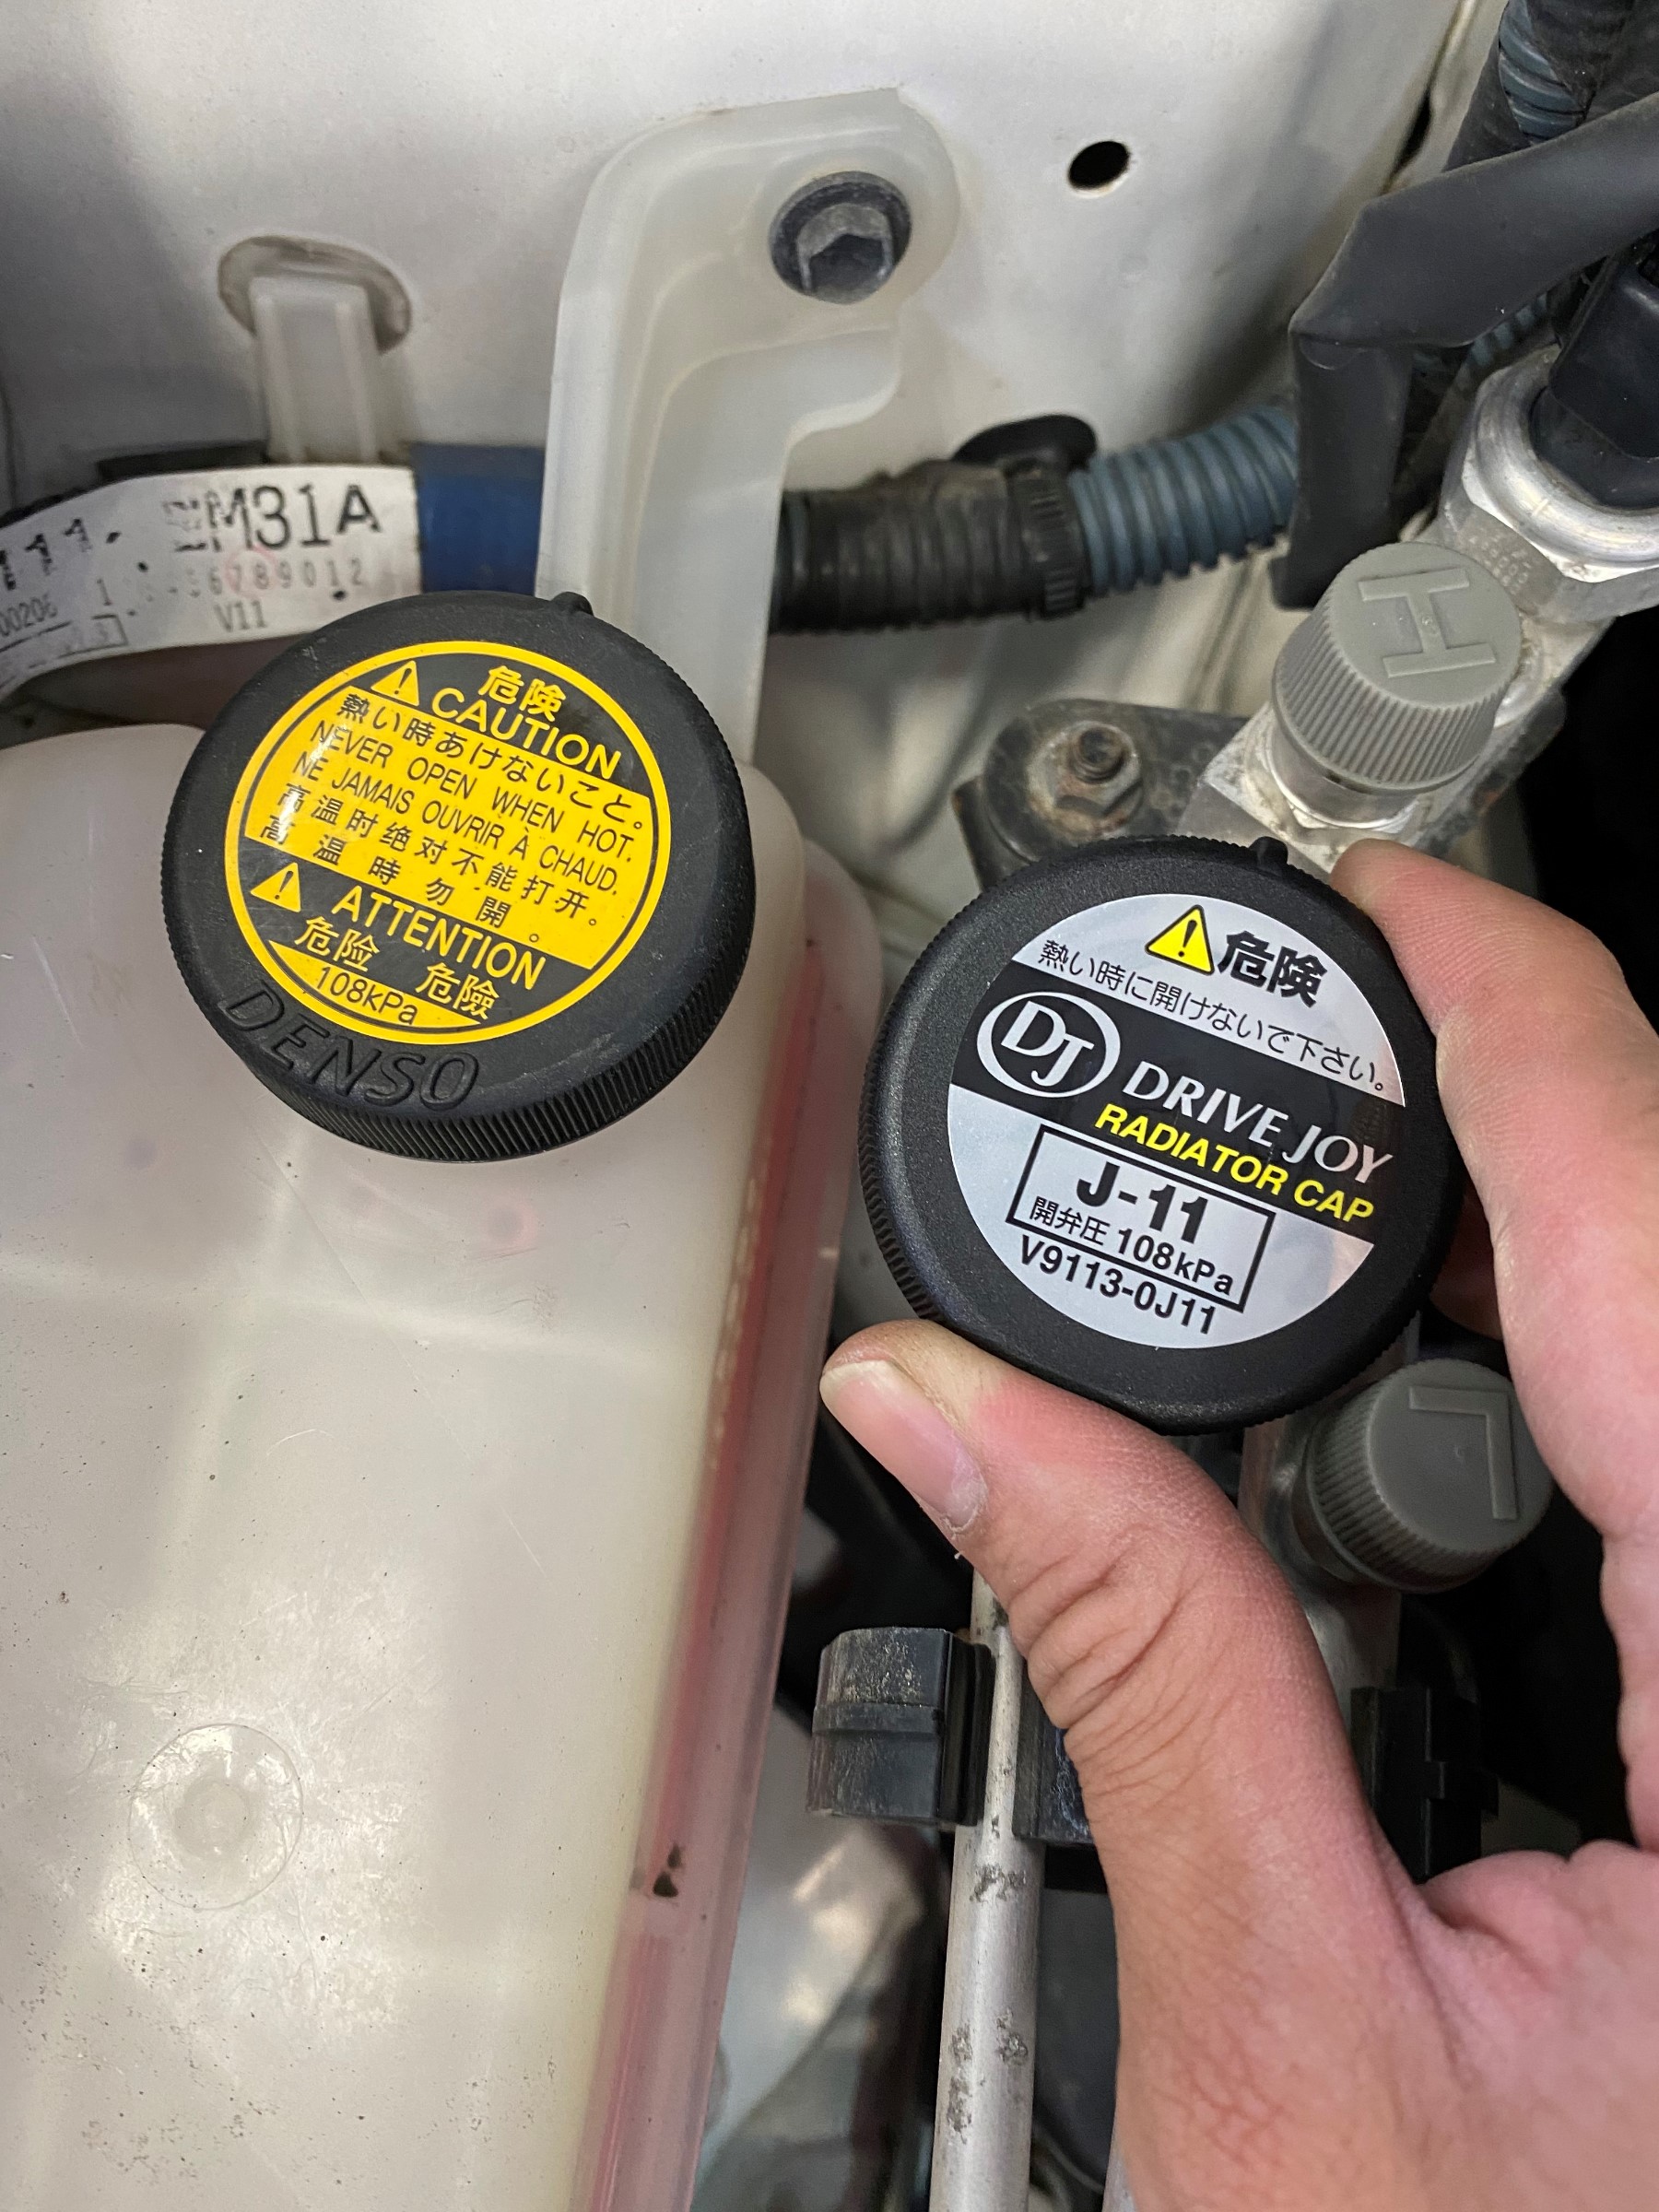 M31A
6789012
V11
危険
CAUTION
熱い時あけないこと。
NEVER OPEN WHEN HOT.
NE JAMAIS OUVRIR À CHAUD.
高温时绝对不能打开。
高温時勿開。
ATTENTION
危险 危險
108kPa
DENSO
危険
熱い時に開けないで下さい。
DJ DRIVE JOY
RADIATOR CAP
J-11
開弁圧 108kPa
V9113-0J11
H
L